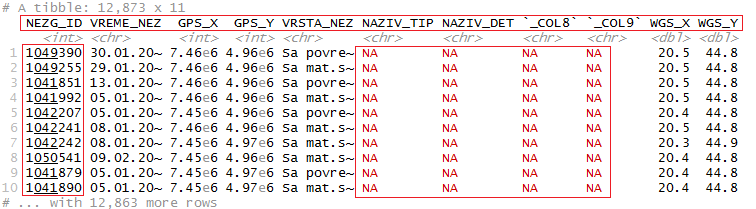 # A tibble: 12,873 x 11
NEZG_ID VREME_NEZ GPS_X GPS_Y VRSTA_NEZ NAZIV_TIP NAZIV_DET `_COL8` `_COL9` WGS_X WGS_Y
<int> <chr> <int> <int> <chr> <chr> <chr> <chr> <chr> <dbl> <dbl>
1 1049390 30.01.20~ 7.46e6 4.96e6 Sa povre~ NA NA NA NA 20.5 44.8
2 1049255 29.01.20~ 7.46e6 4.96e6 Sa mat.s~ NA NA NA NA 20.5 44.8
3 1041851 13.01.20~ 7.46e6 4.96e6 Sa povre~ NA NA NA NA 20.5 44.8
4 1041992 05.01.20~ 7.46e6 4.96e6 Sa mat.s~ NA NA NA NA 20.5 44.8
5 1042207 05.01.20~ 7.45e6 4.96e6 Sa povre~ NA NA NA NA 20.4 44.8
6 1042241 08.01.20~ 7.46e6 4.96e6 Sa mat.s~ NA NA NA NA 20.5 44.8
7 1042242 08.01.20~ 7.45e6 4.97e6 Sa mat.s~ NA NA NA NA 20.3 44.9
8 1050541 09.02.20~ 7.45e6 4.96e6 Sa mat.s~ NA NA NA NA 20.4 44.8
9 1041879 05.01.20~ 7.45e6 4.97e6 Sa povre~ NA NA NA NA 20.4 44.8
10 1041890 05.01.20~ 7.45e6 4.96e6 Sa mat.s~ NA NA NA NA 20.4 44.8
# ... with 12,863 more rows